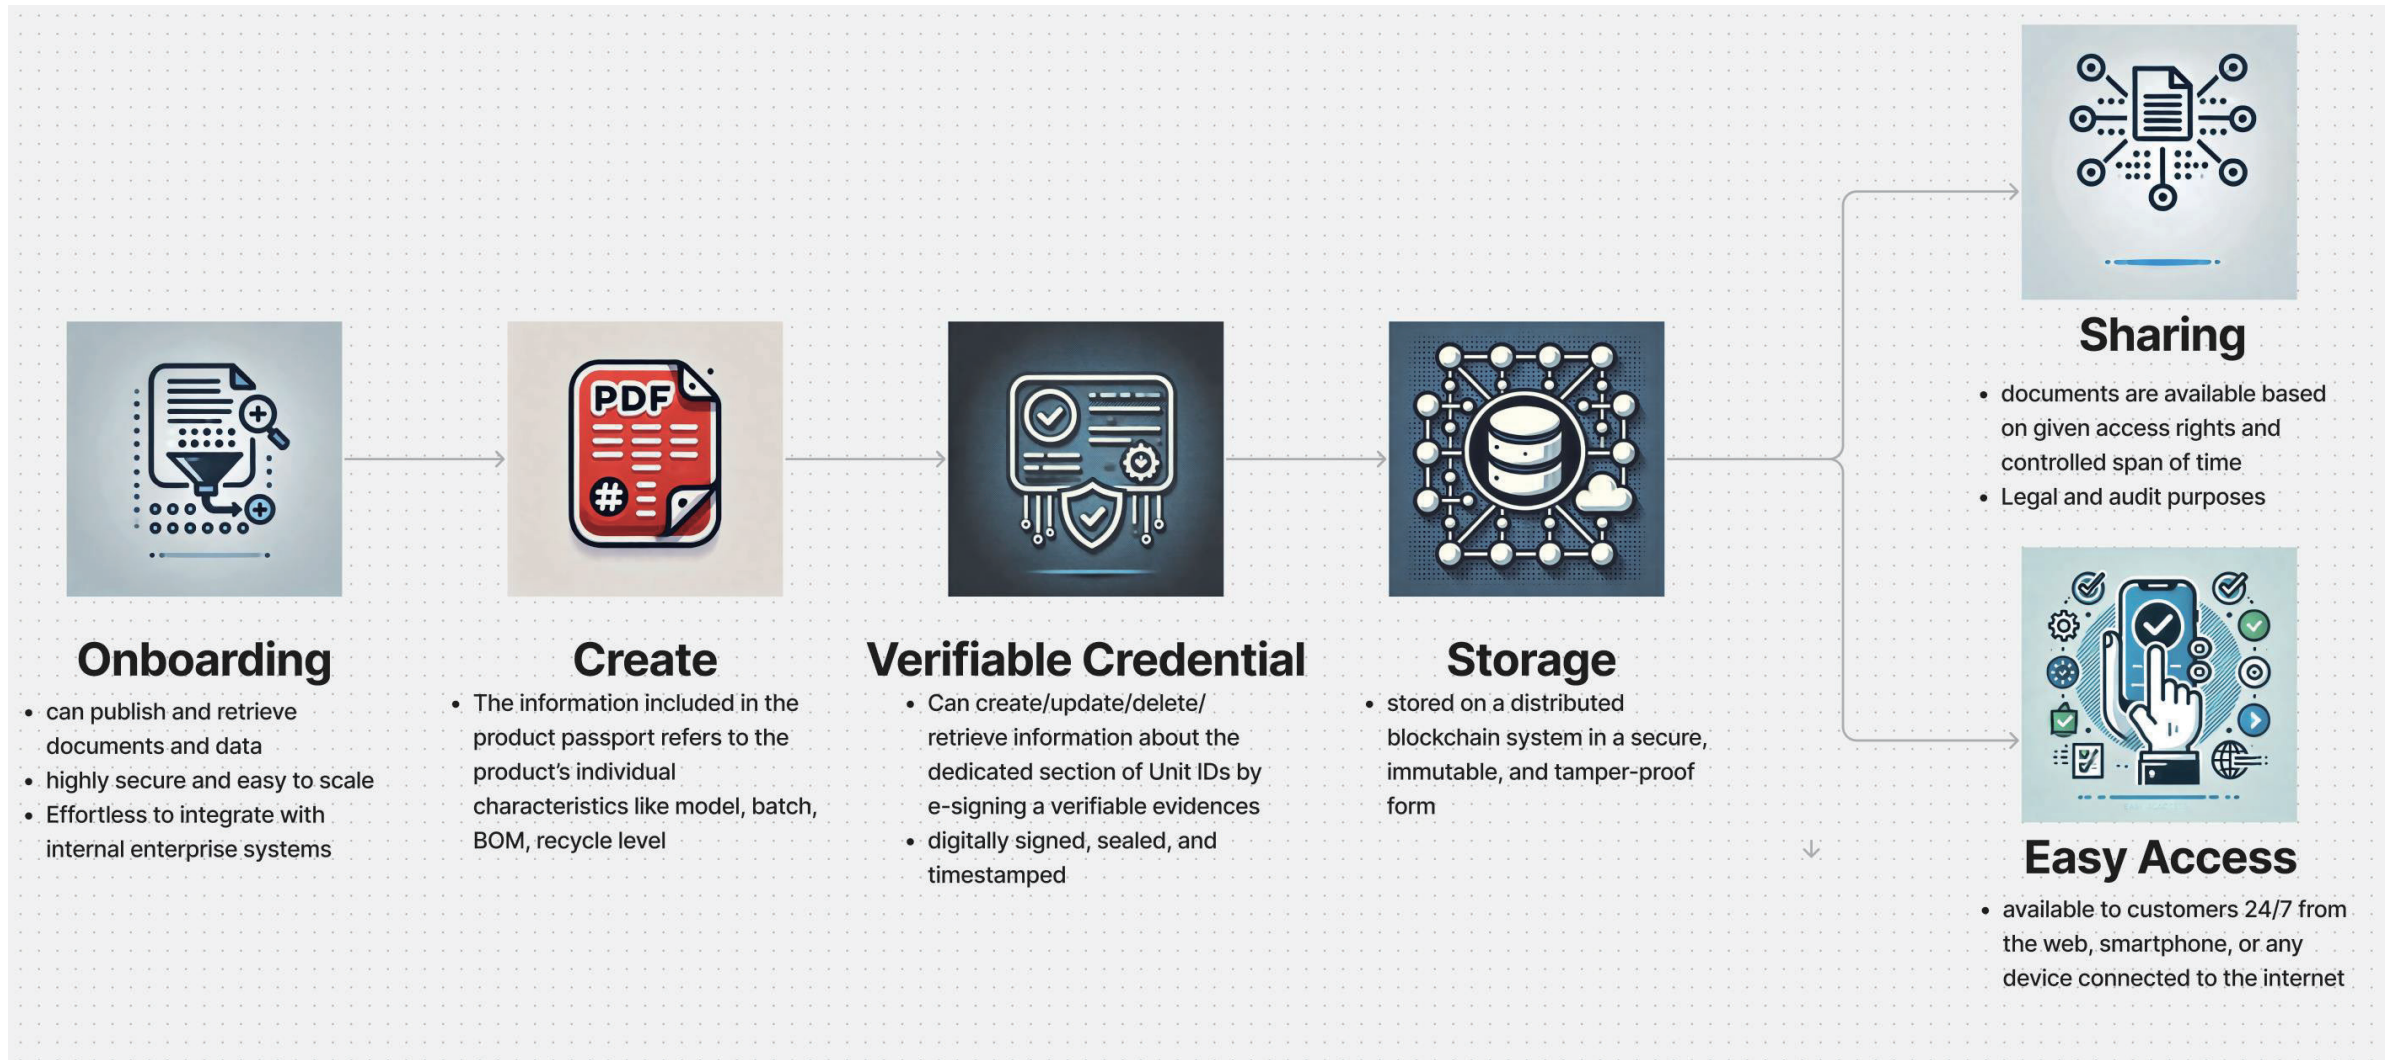 PDF
#
Onboarding
• can publish and retrieve
documents and data
• highly secure and easy to scale
• Effortless to integrate with
internal enterprise systems
Create
• The information included in the
product passport refers to the
product’s individual
characteristics like model, batch,
BOM, recycle level
Verifiable Credential
• Can create/update/delete/
retrieve information about the
dedicated section of Unit IDs by
e-signing a verifiable evidences
• digitally signed, sealed, and
timestamped
Storage
• stored on a distributed
blockchain system in a secure,
immutable, and tamper-proof
form
Sharing
• documents are available based
on given access rights and
controlled span of time
• Legal and audit purposes
Easy Access
• available to customers 24/7 from
the web, smartphone, or any
device connected to the internet